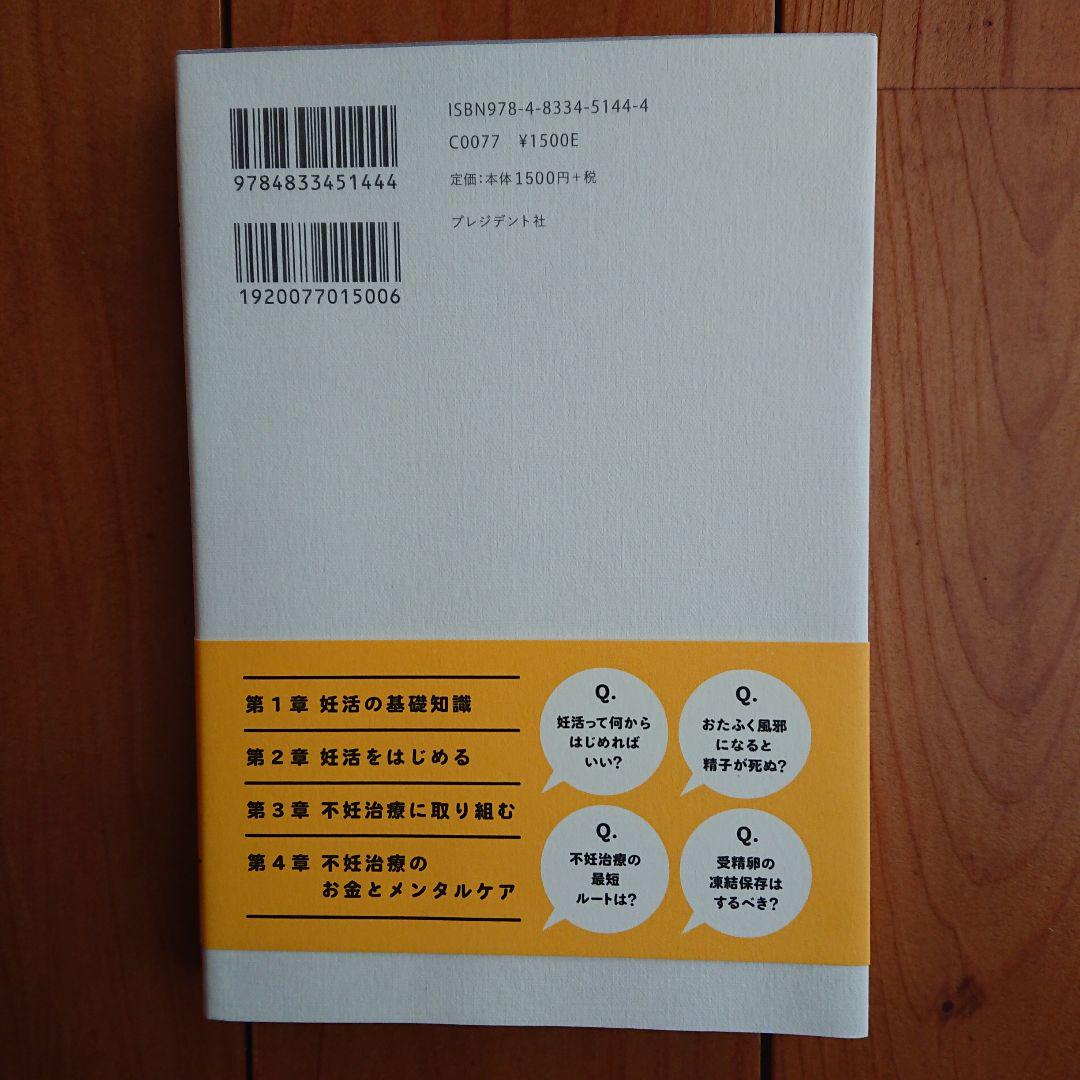 ISBN978-4-8334-5144-4
C0077 ¥1500E
定価:本体1500円+税
プレジデント社
9784833451444
1920077015006
第1章 妊活の基礎知識
第2章 妊活をはじめる
第3章 不妊治療に取り組む
第4章 不妊治療の
お金とメンタルケア
Q.
妊活って何から
はじめれば
いい?
Q.
おたふく風邪
になると
精子が死ぬ?
Q.
不妊治療の
最短
ルートは?
Q.
受精卵の
凍結保存は
するべき?